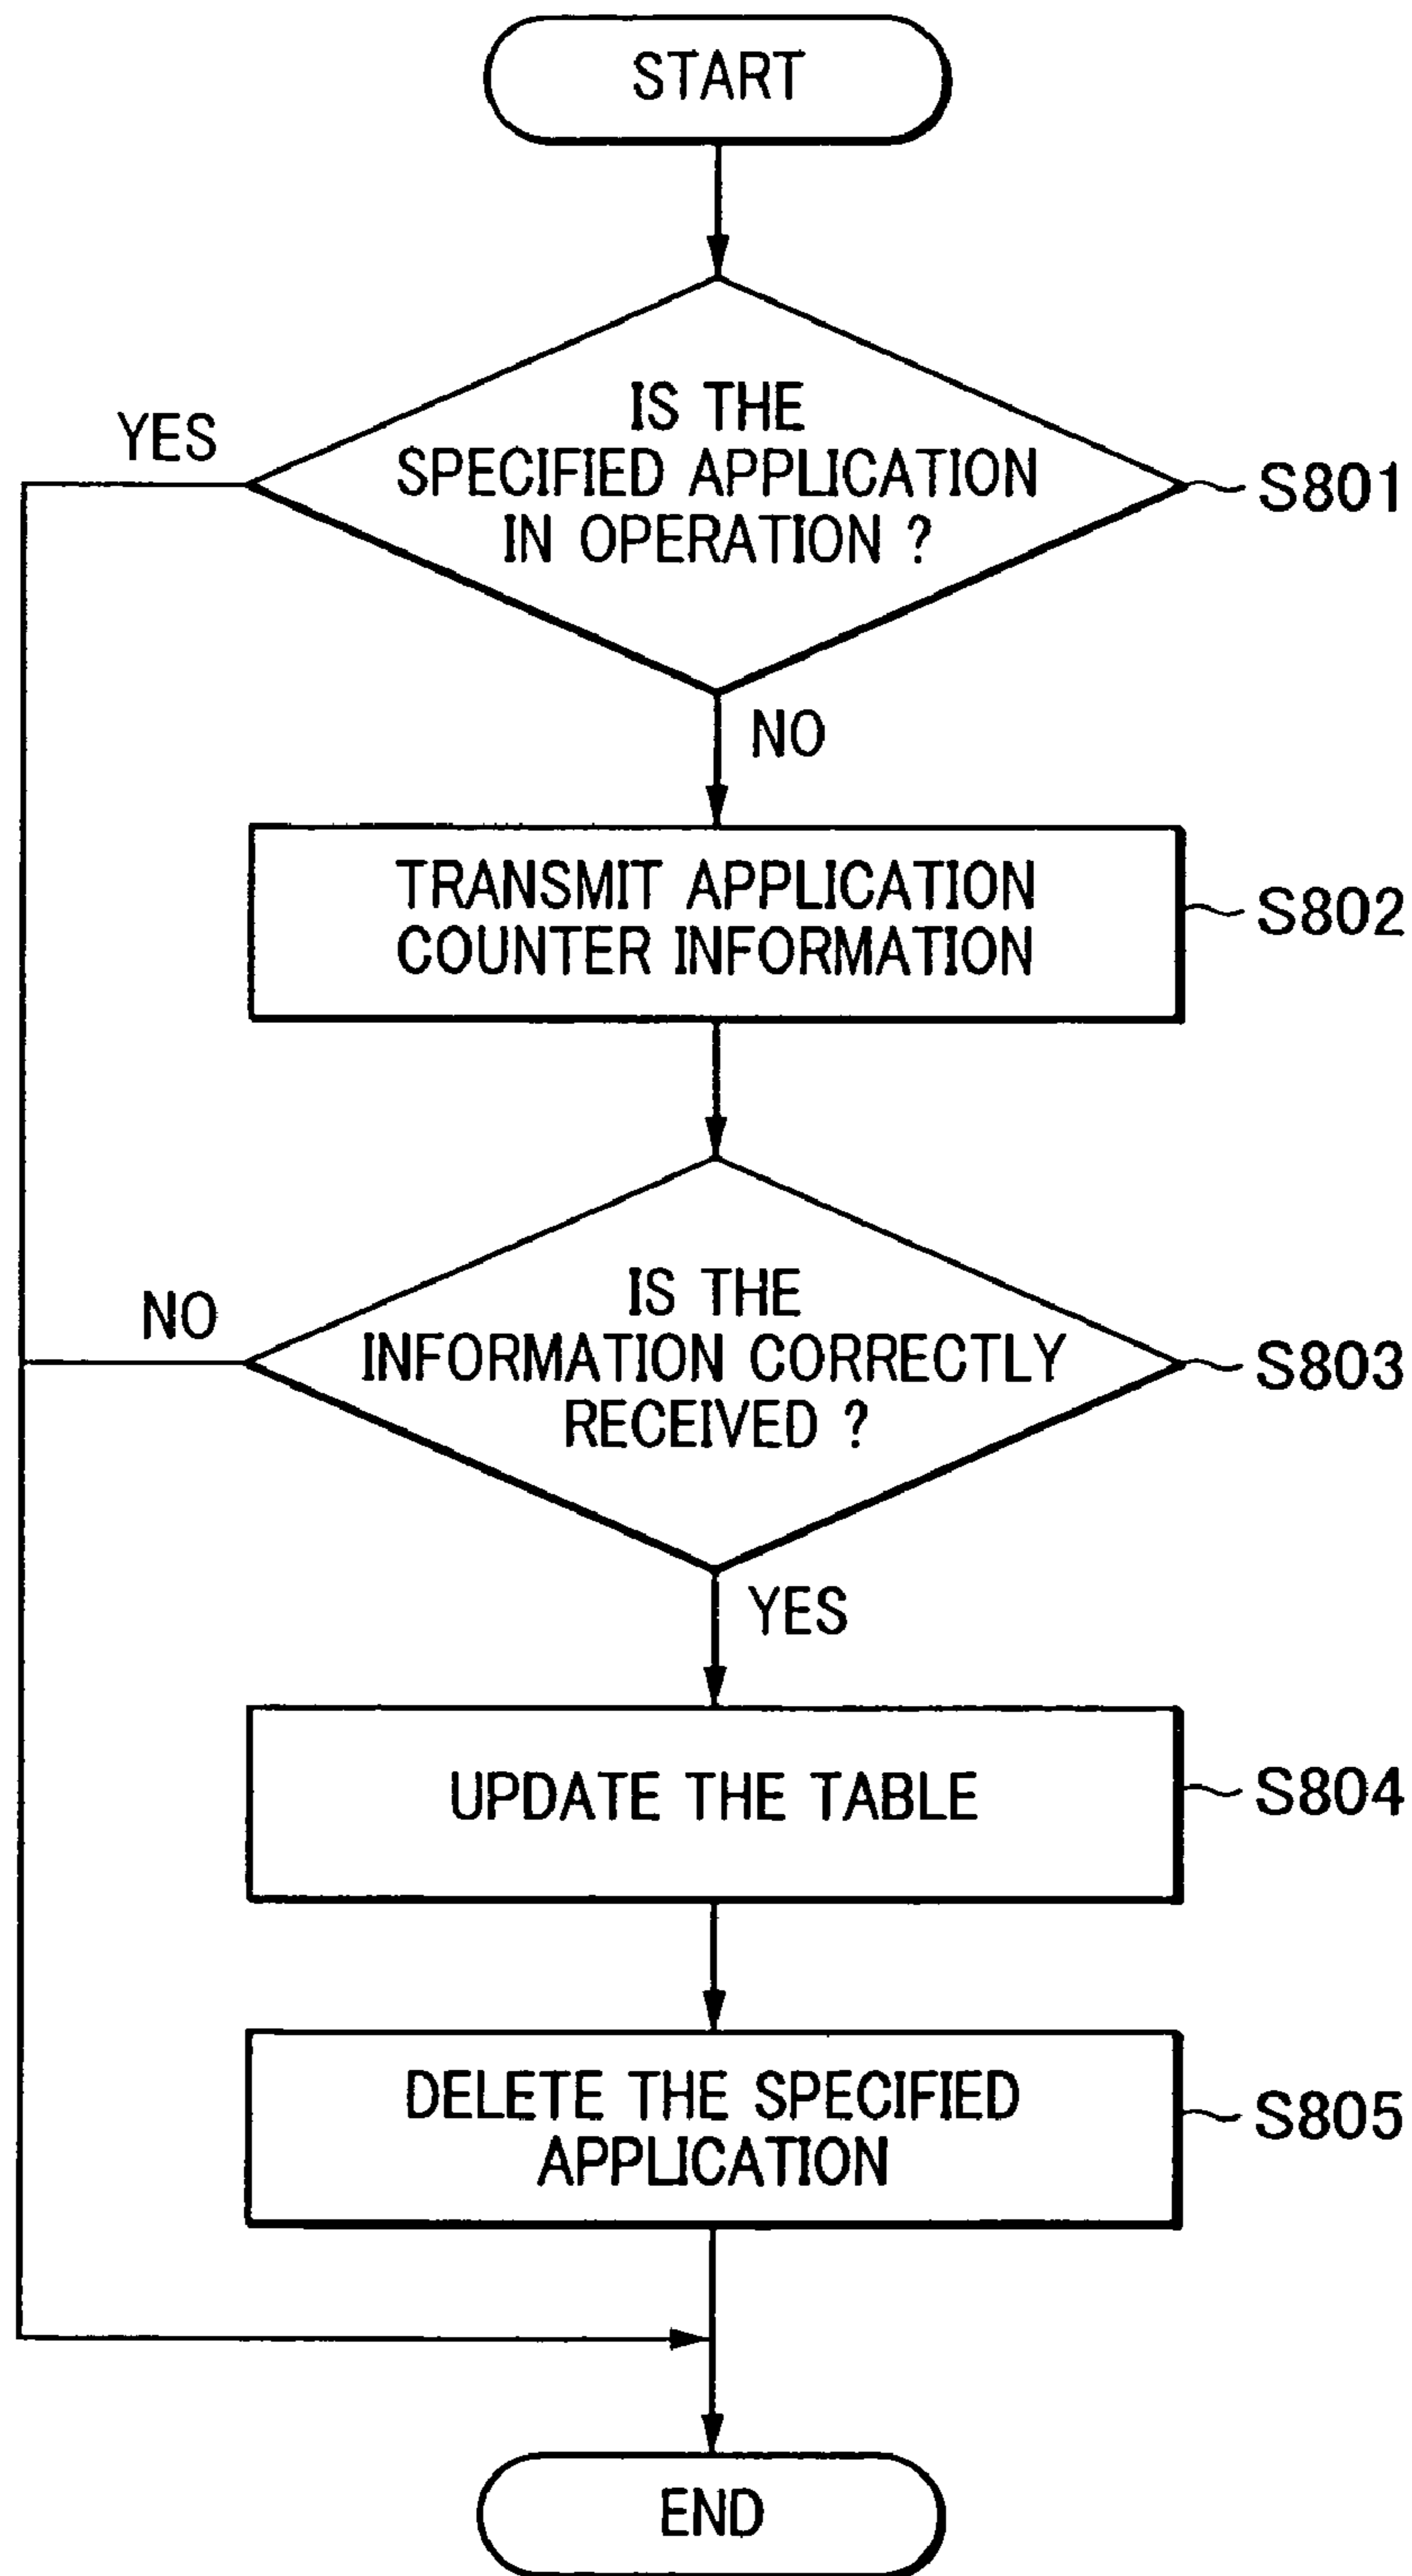 START
IS THE
YES
SPECIFIED APPLICATION
S801
IN OPERATION ?
NO
TRANSMIT APPLICATION
COUNTER INFORMATION
S802
IS THE
NO
INFORMATION CORRECTLY
S803
RECEIVED ?
YES
UPDATE THE TABLE
S804
DELETE THE SPECIFIED
APPLICATION
S805
END